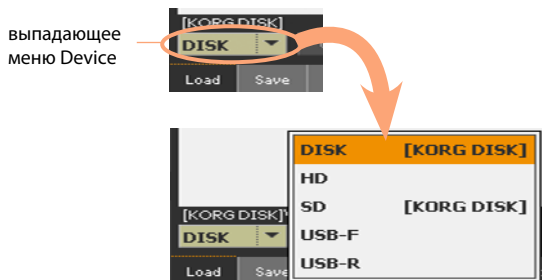 [KORG DISK]
выпадающее
меню Device
DISK
Load Save
DISK [KORG DISK]
HD
SD [KORG DISK]
USB-F
USB-R
[KORG DISK]
DISK
Load Save